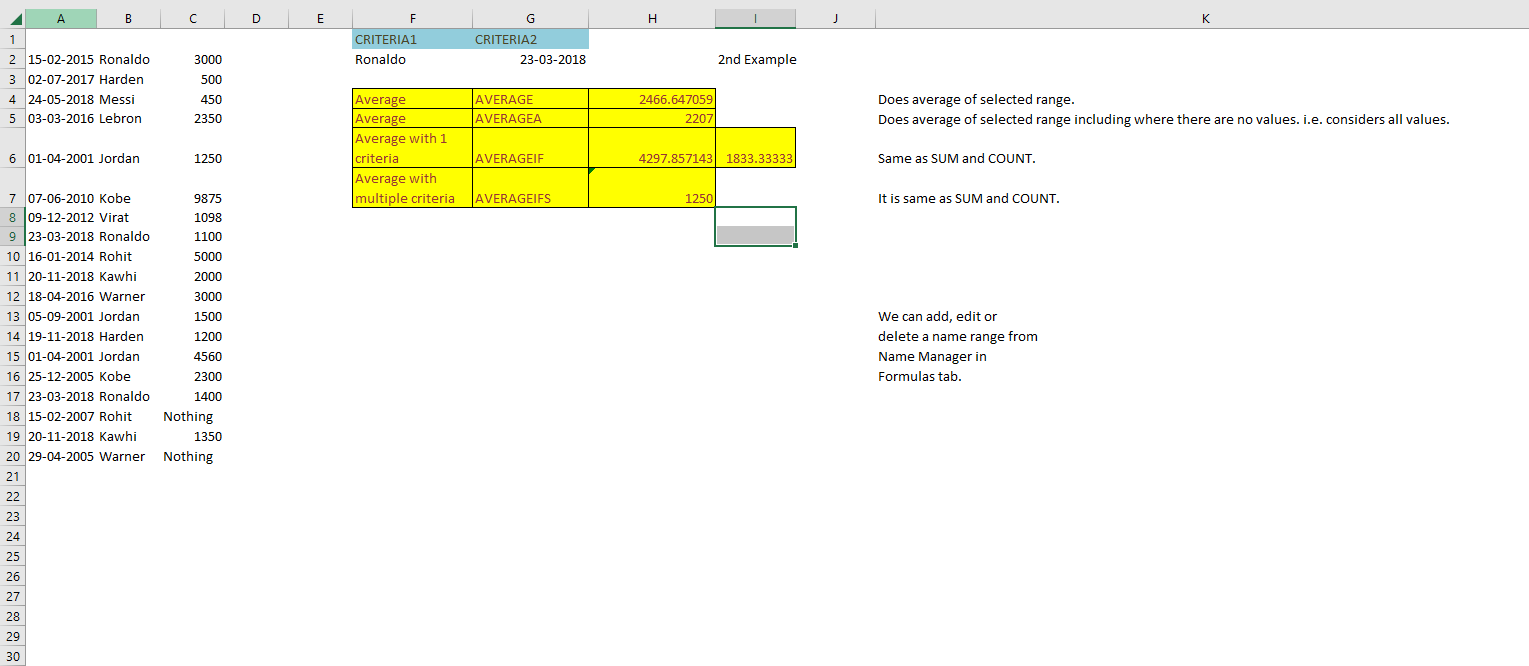 A B C D E F G H I J K
1 CRITERIA1 CRITERIA2
2 15-02-2015 Ronaldo 3000 Ronaldo 23-03-2018 2nd Example
3 02-07-2017 Harden 500
4 24-05-2018 Messi 450 Average AVERAGE 2466.647059 Does average of selected range.
5 03-03-2016 Lebron 2350 Average AVERAGEA 2207 Does average of selected range including where there are no values. i.e. considers all values.
Average with 1
6 01-04-2001 Jordan 1250 criteria AVERAGEIF 4297.857143 1833.33333 Same as SUM and COUNT.
Average with
7 07-06-2010 Kobe 9875 multiple criteria AVERAGEIFS 1250 It is same as SUM and COUNT.
8 09-12-2012 Virat 1098
9 23-03-2018 Ronaldo 1100
10 16-01-2014 Rohit 5000
11 20-11-2018 Kawhi 2000
12 18-04-2016 Warner 3000
13 05-09-2001 Jordan 1500 We can add, edit or
14 19-11-2018 Harden 1200 delete a name range from
15 01-04-2001 Jordan 4560 Name Manager in
16 25-12-2005 Kobe 2300 Formulas tab.
17 23-03-2018 Ronaldo 1400
18 15-02-2007 Rohit Nothing
19 20-11-2018 Kawhi 1350
20 29-04-2005 Warner Nothing
21
22
23
24
25
26
27
28
29
30